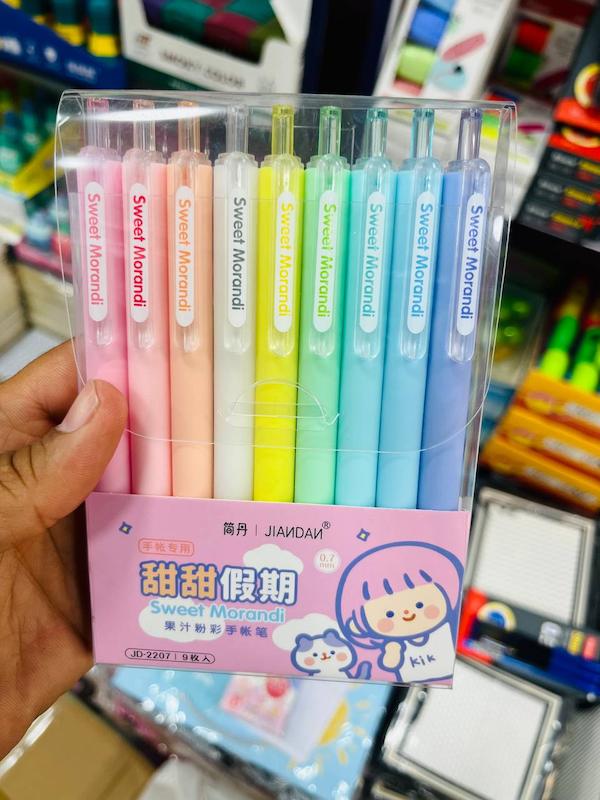 Sweet Morandi
Sweet Morandi
Sweet Morandi
Sweet Morandi
Sweet Morandi
Sweet Morandi
Sweet Morandi
Sweet Morandi
Sweet Morandi
简丹 | JIANDAN®
手帐专用
0.7
mm
甜甜假期
Sweet Morandi
果汁粉彩手帐笔
KiK
JD-2207 | 9枚入